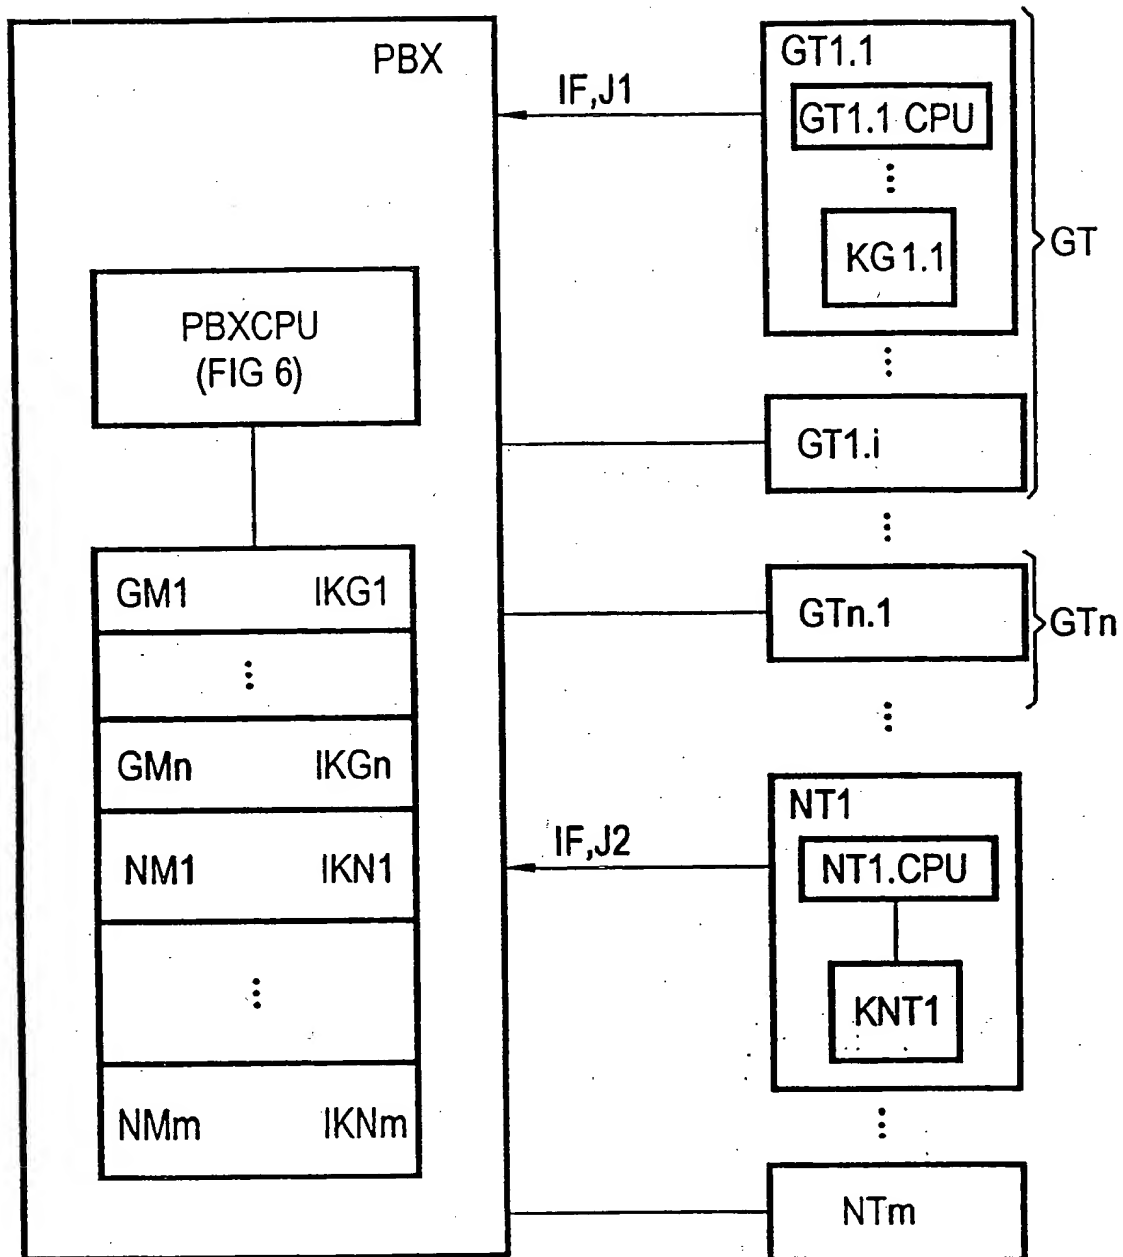 PBX
PBXCPU
(FIG 6)
GM1 IKG1
GMn IKGn
NM1 IKN1
NMm IKNm
IF,J1
GT1.1
GT1.1 CPU
KG1.1
GT
GT1.i
GTn.1
GTn
IF,J2
NT1
NT1.CPU
KNT1
NTm